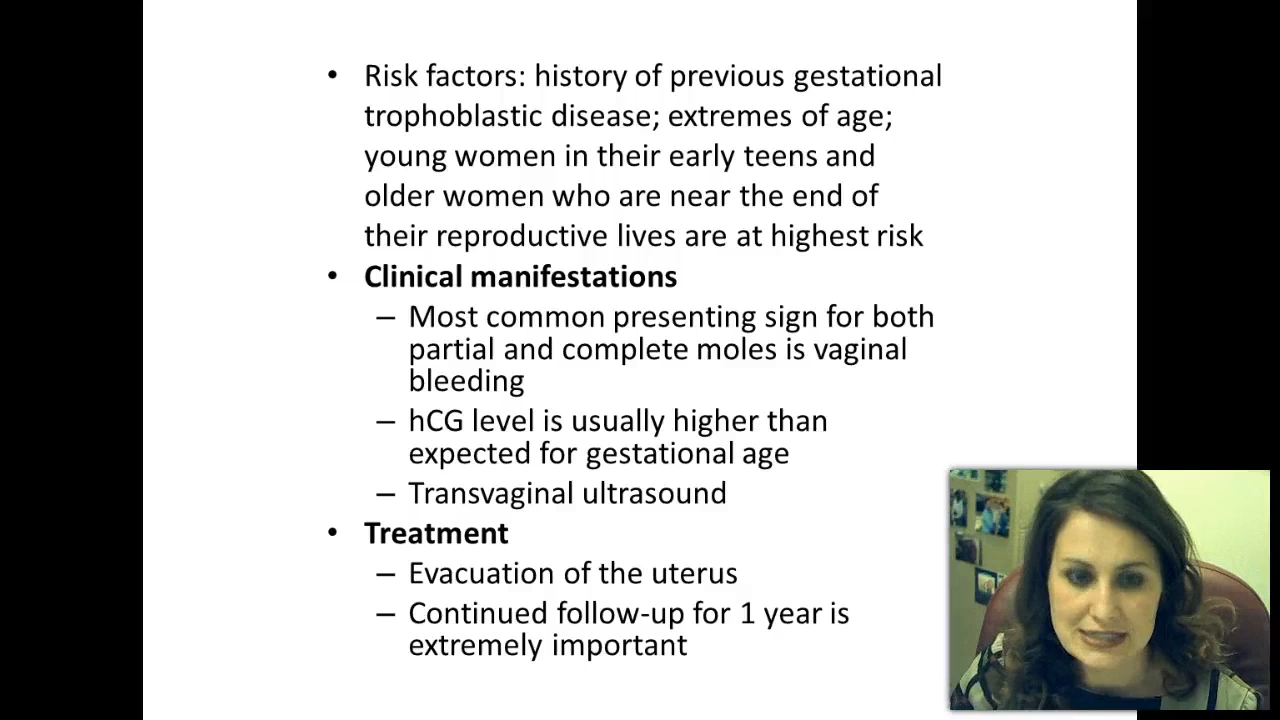 • Risk factors: history of previous gestational
trophoblastic disease; extremes of age;
young women in their early teens and
older women who are near the end of
their reproductive lives are at highest risk
• Clinical manifestations
– Most common presenting sign for both
partial and complete moles is vaginal
bleeding
– hCG level is usually higher than
expected for gestational age
– Transvaginal ultrasound
• Treatment
– Evacuation of the uterus
– Continued follow-up for 1 year is
extremely important